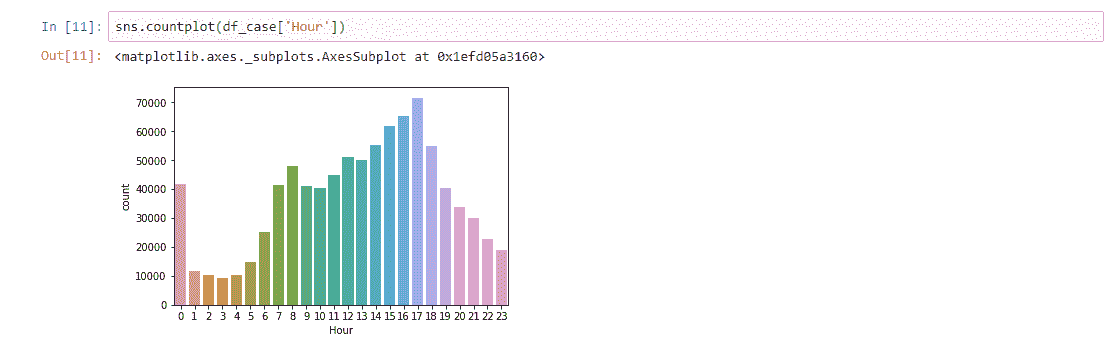 In [11]: sns.countplot(df_case['Hour'])
Out[11]: <matplotlib.axes._subplots.AxesSubplot at 0x1efd05a3160>
70000
60000
50000
40000
30000
20000
10000
0
count
0 1 2 3 4 5 6 7 8 9 10 11 12 13 14 15 16 17 18 19 20 21 22 23
Hour